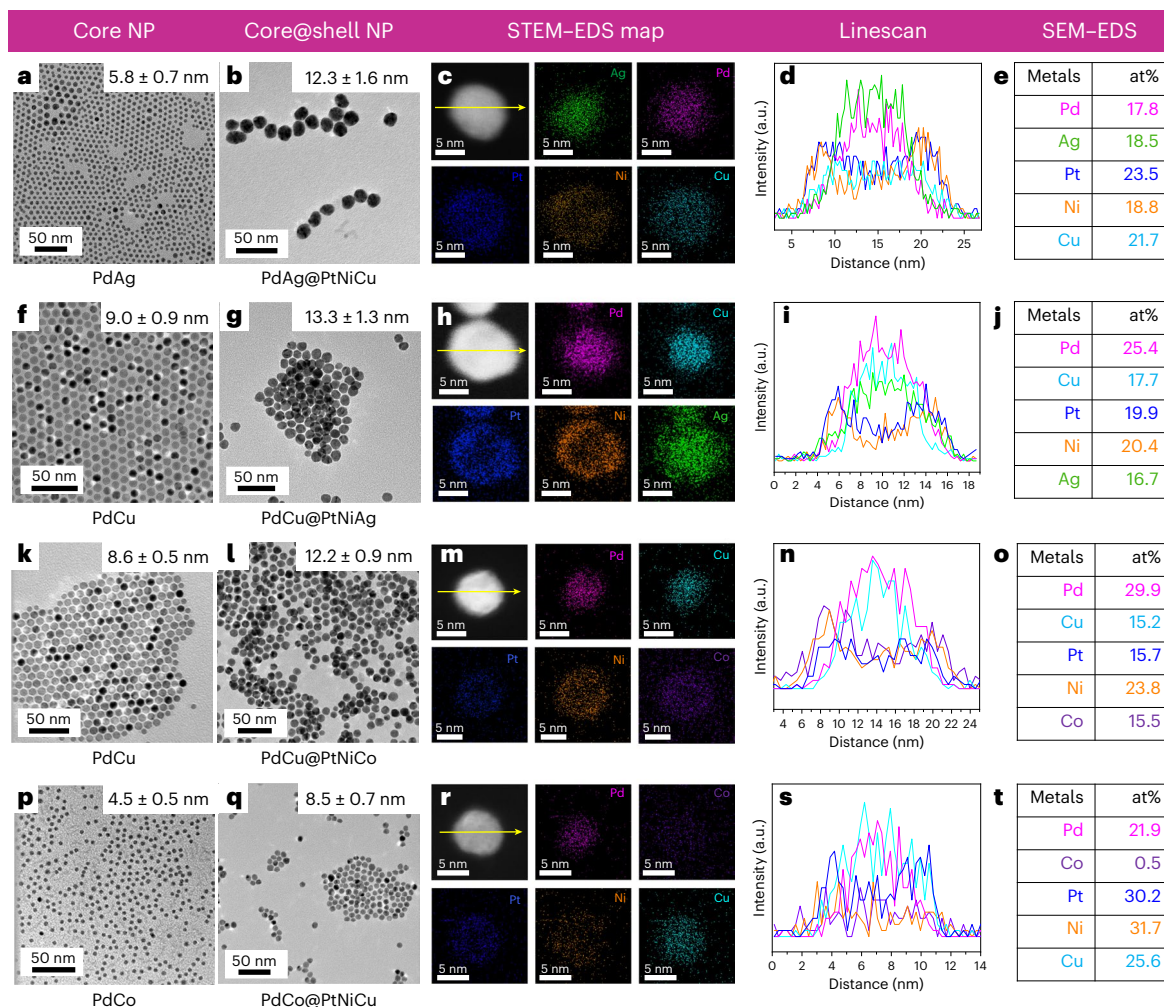 Core NP Core@shell NP STEM–EDS map Linescan SEM–EDS
a 5.8 ± 0.7 nm b 12.3 ± 1.6 nm c Ag Pd d e Metals at%
5 nm 5 nm 5 nm Pd 17.8
Intensity (a.u.) Ag 18.5
Pt Ni Cu Pt 23.5
Ni 18.8
50 nm 50 nm 5 nm 5 nm 5 nm 5 10 15 20 25 Cu 21.7
PdAg PdAg@PtNiCu Distance (nm)
f 9.0 ± 0.9 nm g 13.3 ± 1.3 nm h Pd Cu i j Metals at%
5 nm 5 nm 5 nm Pd 25.4
Intensity (a.u.) Cu 17.7
Pt Ni Ag Pt 19.9
Ni 20.4
50 nm 50 nm 5 nm 5 nm 5 nm 0 2 4 6 8 10 12 14 16 18 Ag 16.7
PdCu PdCu@PtNiAg Distance (nm)
k 8.6 ± 0.5 nm l 12.2 ± 0.9 nm m Pd Cu n o Metals at%
5 nm 5 nm 5 nm Pd 29.9
Intensity (a.u.) Cu 15.2
Pt Ni Co Pt 15.7
Ni 23.8
50 nm 50 nm 5 nm 5 nm 5 nm 4 6 8 10 12 14 16 18 20 22 24 Co 15.5
PdCu PdCu@PtNiCo Distance (nm)
p 4.5 ± 0.5 nm q 8.5 ± 0.7 nm r Pd Co s t Metals at%
5 nm 5 nm 5 nm Pd 21.9
Intensity (a.u.) Co 0.5
Pt Ni Cu Pt 30.2
Ni 31.7
50 nm 50 nm 5 nm 5 nm 5 nm 0 2 4 6 8 10 12 14 Cu 25.6
PdCo PdCo@PtNiCu Distance (nm)